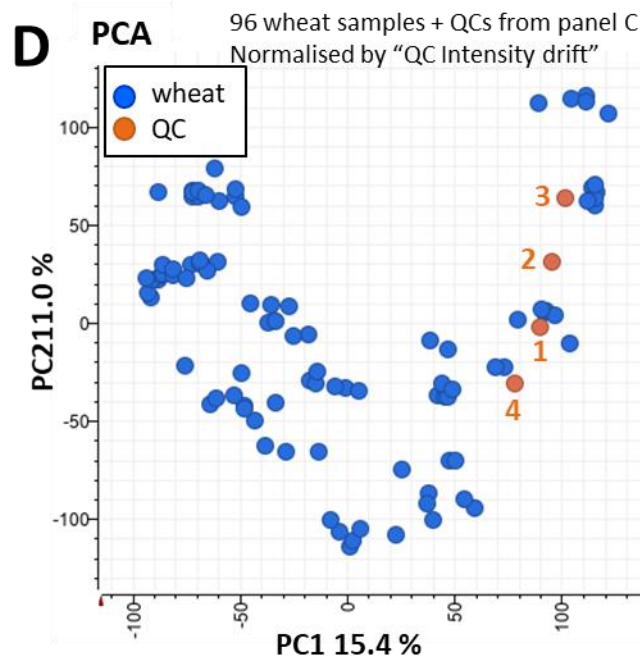 D PCA
96 wheat samples + QCs from panel C
Normalised by “QC Intensity drift”
wheat
QC
100
50
0
-50
-100
PC211.0 %
3
2
1
4
-100
-50
0
50
100
PC1 15.4 %